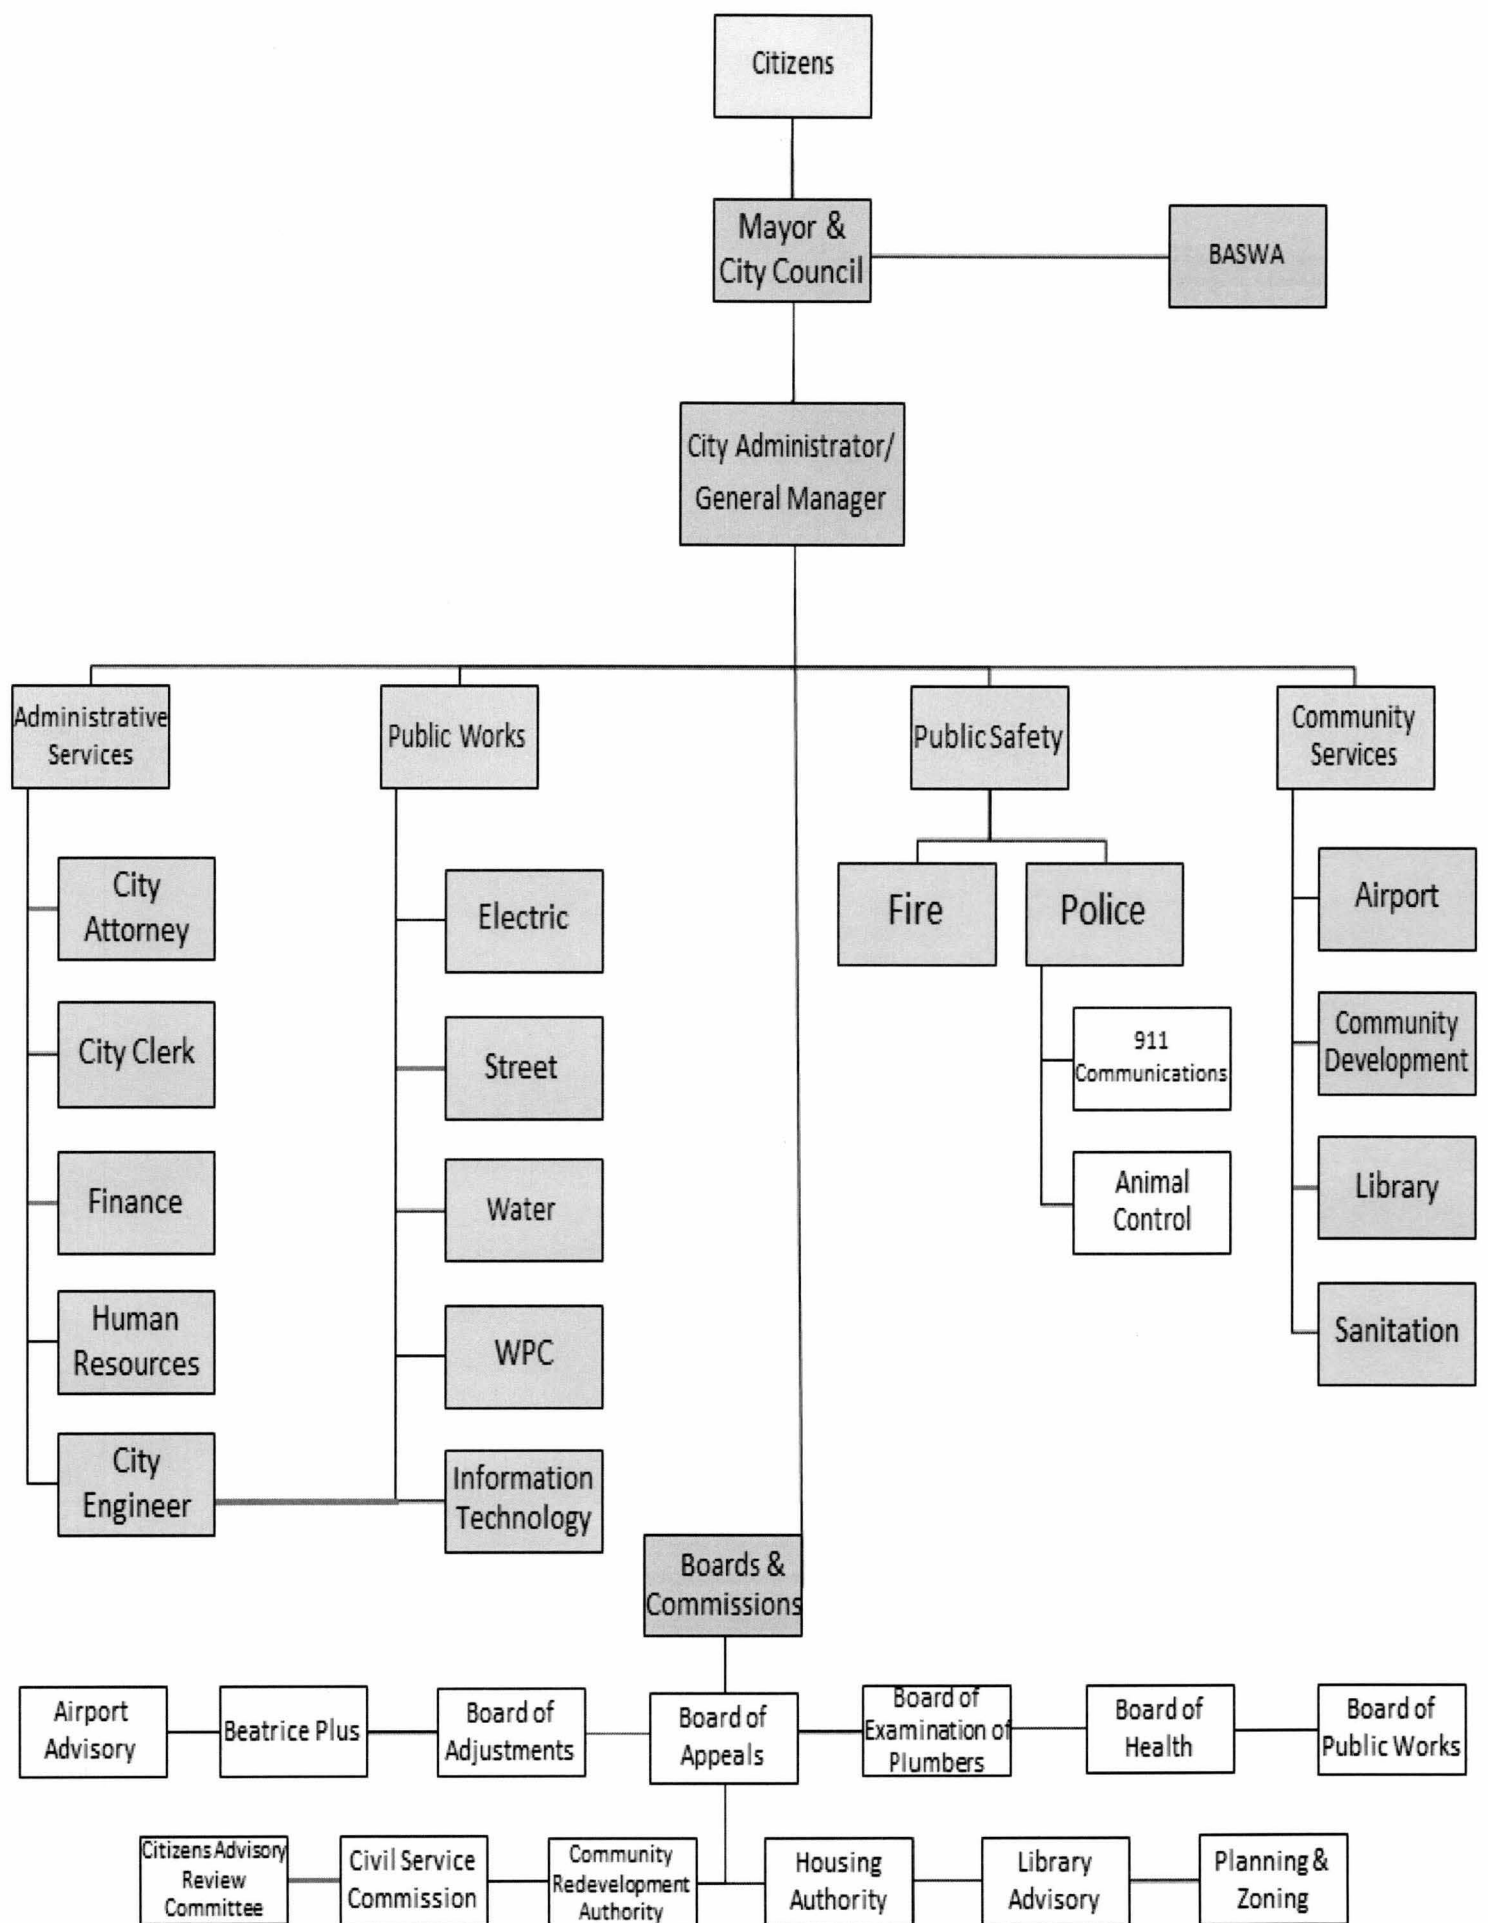 Citizens
Mayor &
City Council
BASWA
City Administrator/
General Manager
Administrative
Services
Public Works
Public Safety
Community
Services
City
Attorney
City Clerk
Finance
Human
Resources
City
Engineer
Electric
Street
Water
WPC
Information
Technology
Fire
Police
911
Communications
Animal
Control
Airport
Community
Development
Library
Sanitation
Boards &
Commissions
Airport
Advisory
Beatrice Plus
Board of
Adjustments
Board of
Appeals
Board of
Examination of
Plumbers
Board of
Health
Board of
Public Works
Citizens Advisory
Review
Committee
Civil Service
Commission
Community
Redevelopment
Authority
Housing
Authority
Library
Advisory
Planning &
Zoning